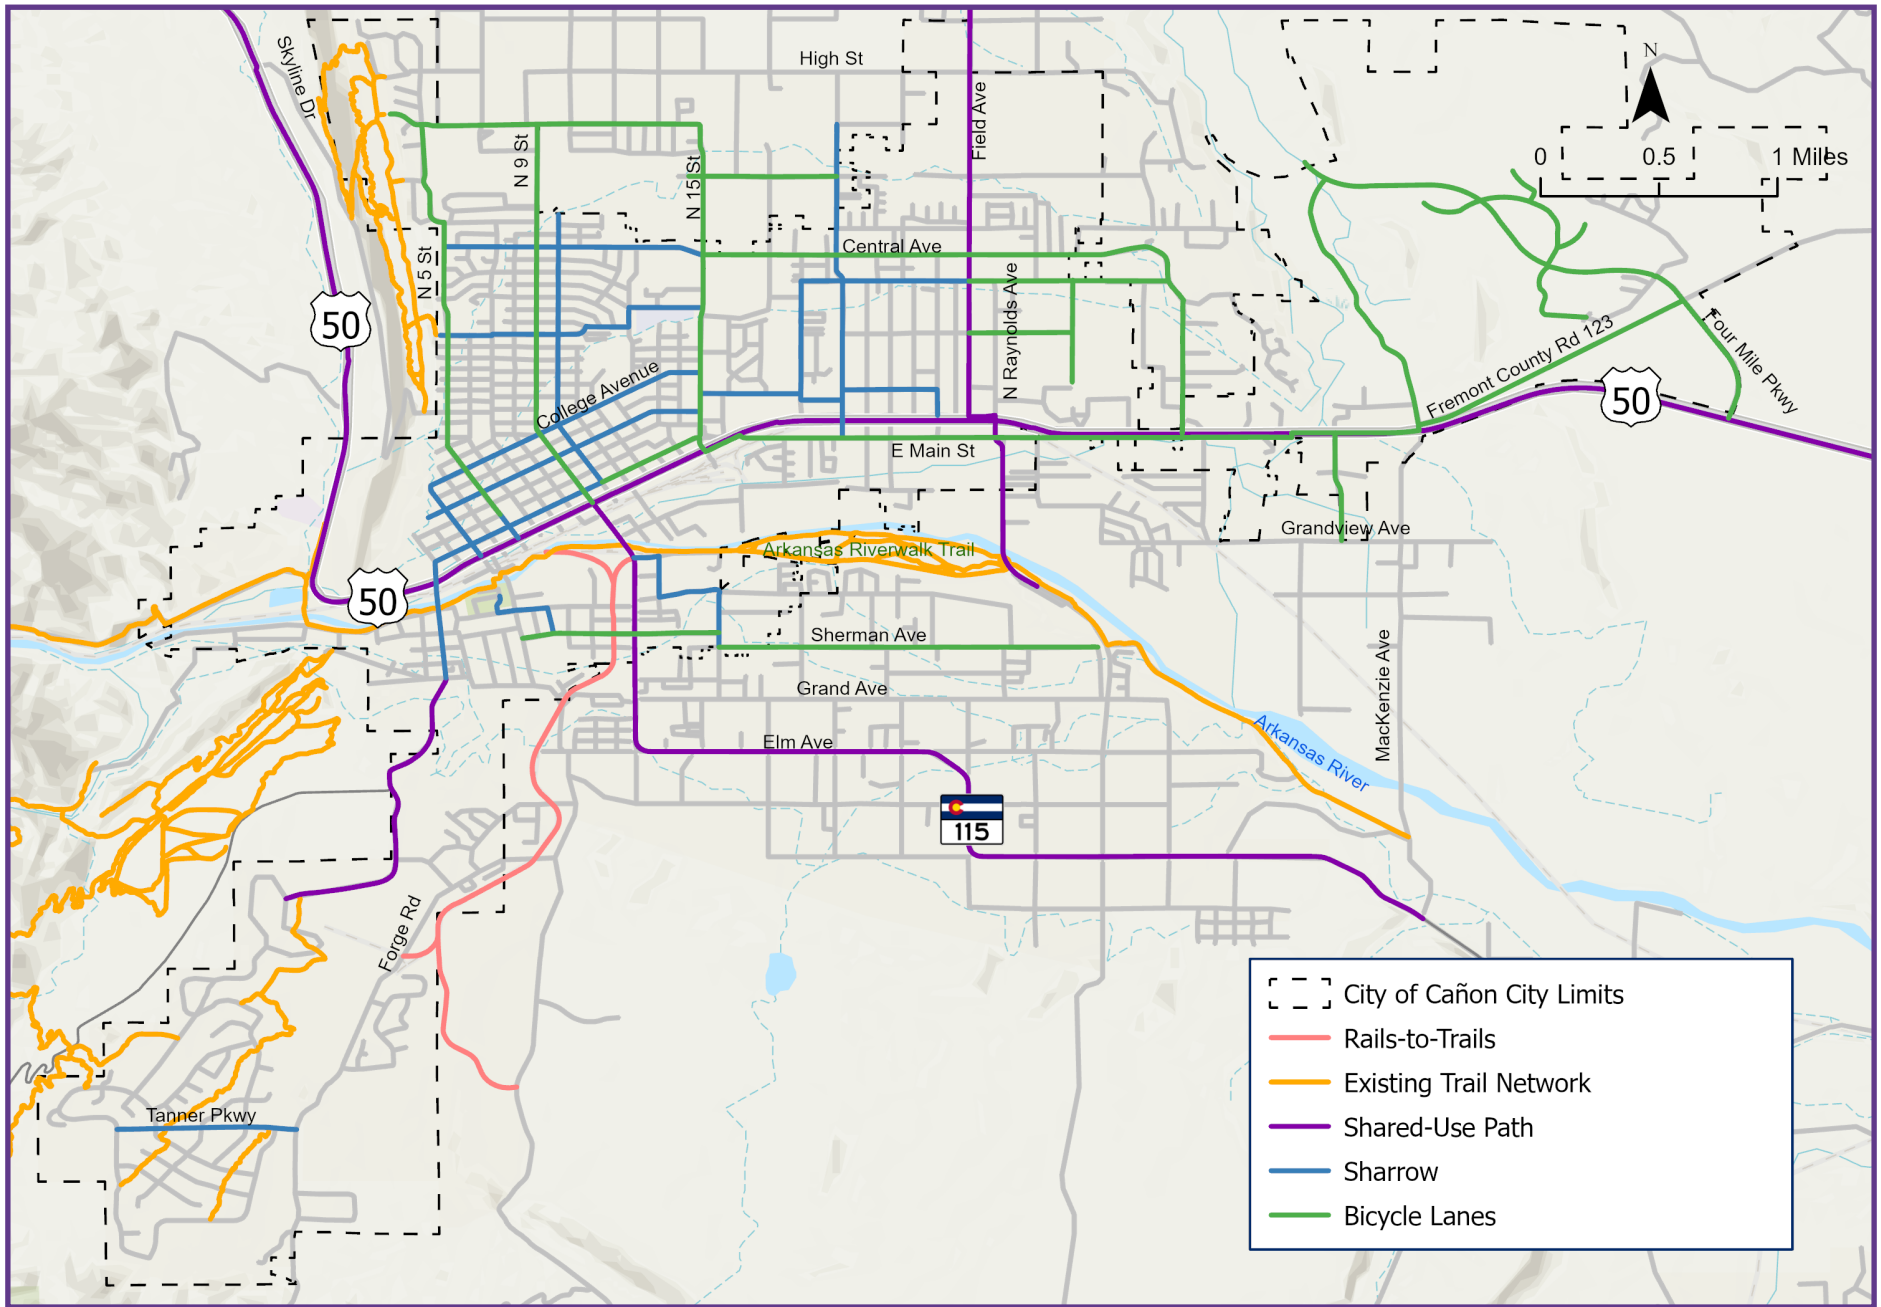 High St
Skyline Dr
Field Ave
N
0 0.5 1 Miles
N 9 St
N 15 St
Central Ave
N 5 St
N Raynolds Ave
50
Fremont County Rd 123
Four Mile Pkwy
50
College Avenue
E Main St
Grandview Ave
Arkansas Riverwalk Trail
50
Sherman Ave
MacKenzie Ave
Grand Ave
Elm Ave
Arkansas River
115
Forge Rd
Tanner Pkwy
City of Cañon City Limits
Rails-to-Trails
Existing Trail Network
Shared-Use Path
Sharrow
Bicycle Lanes